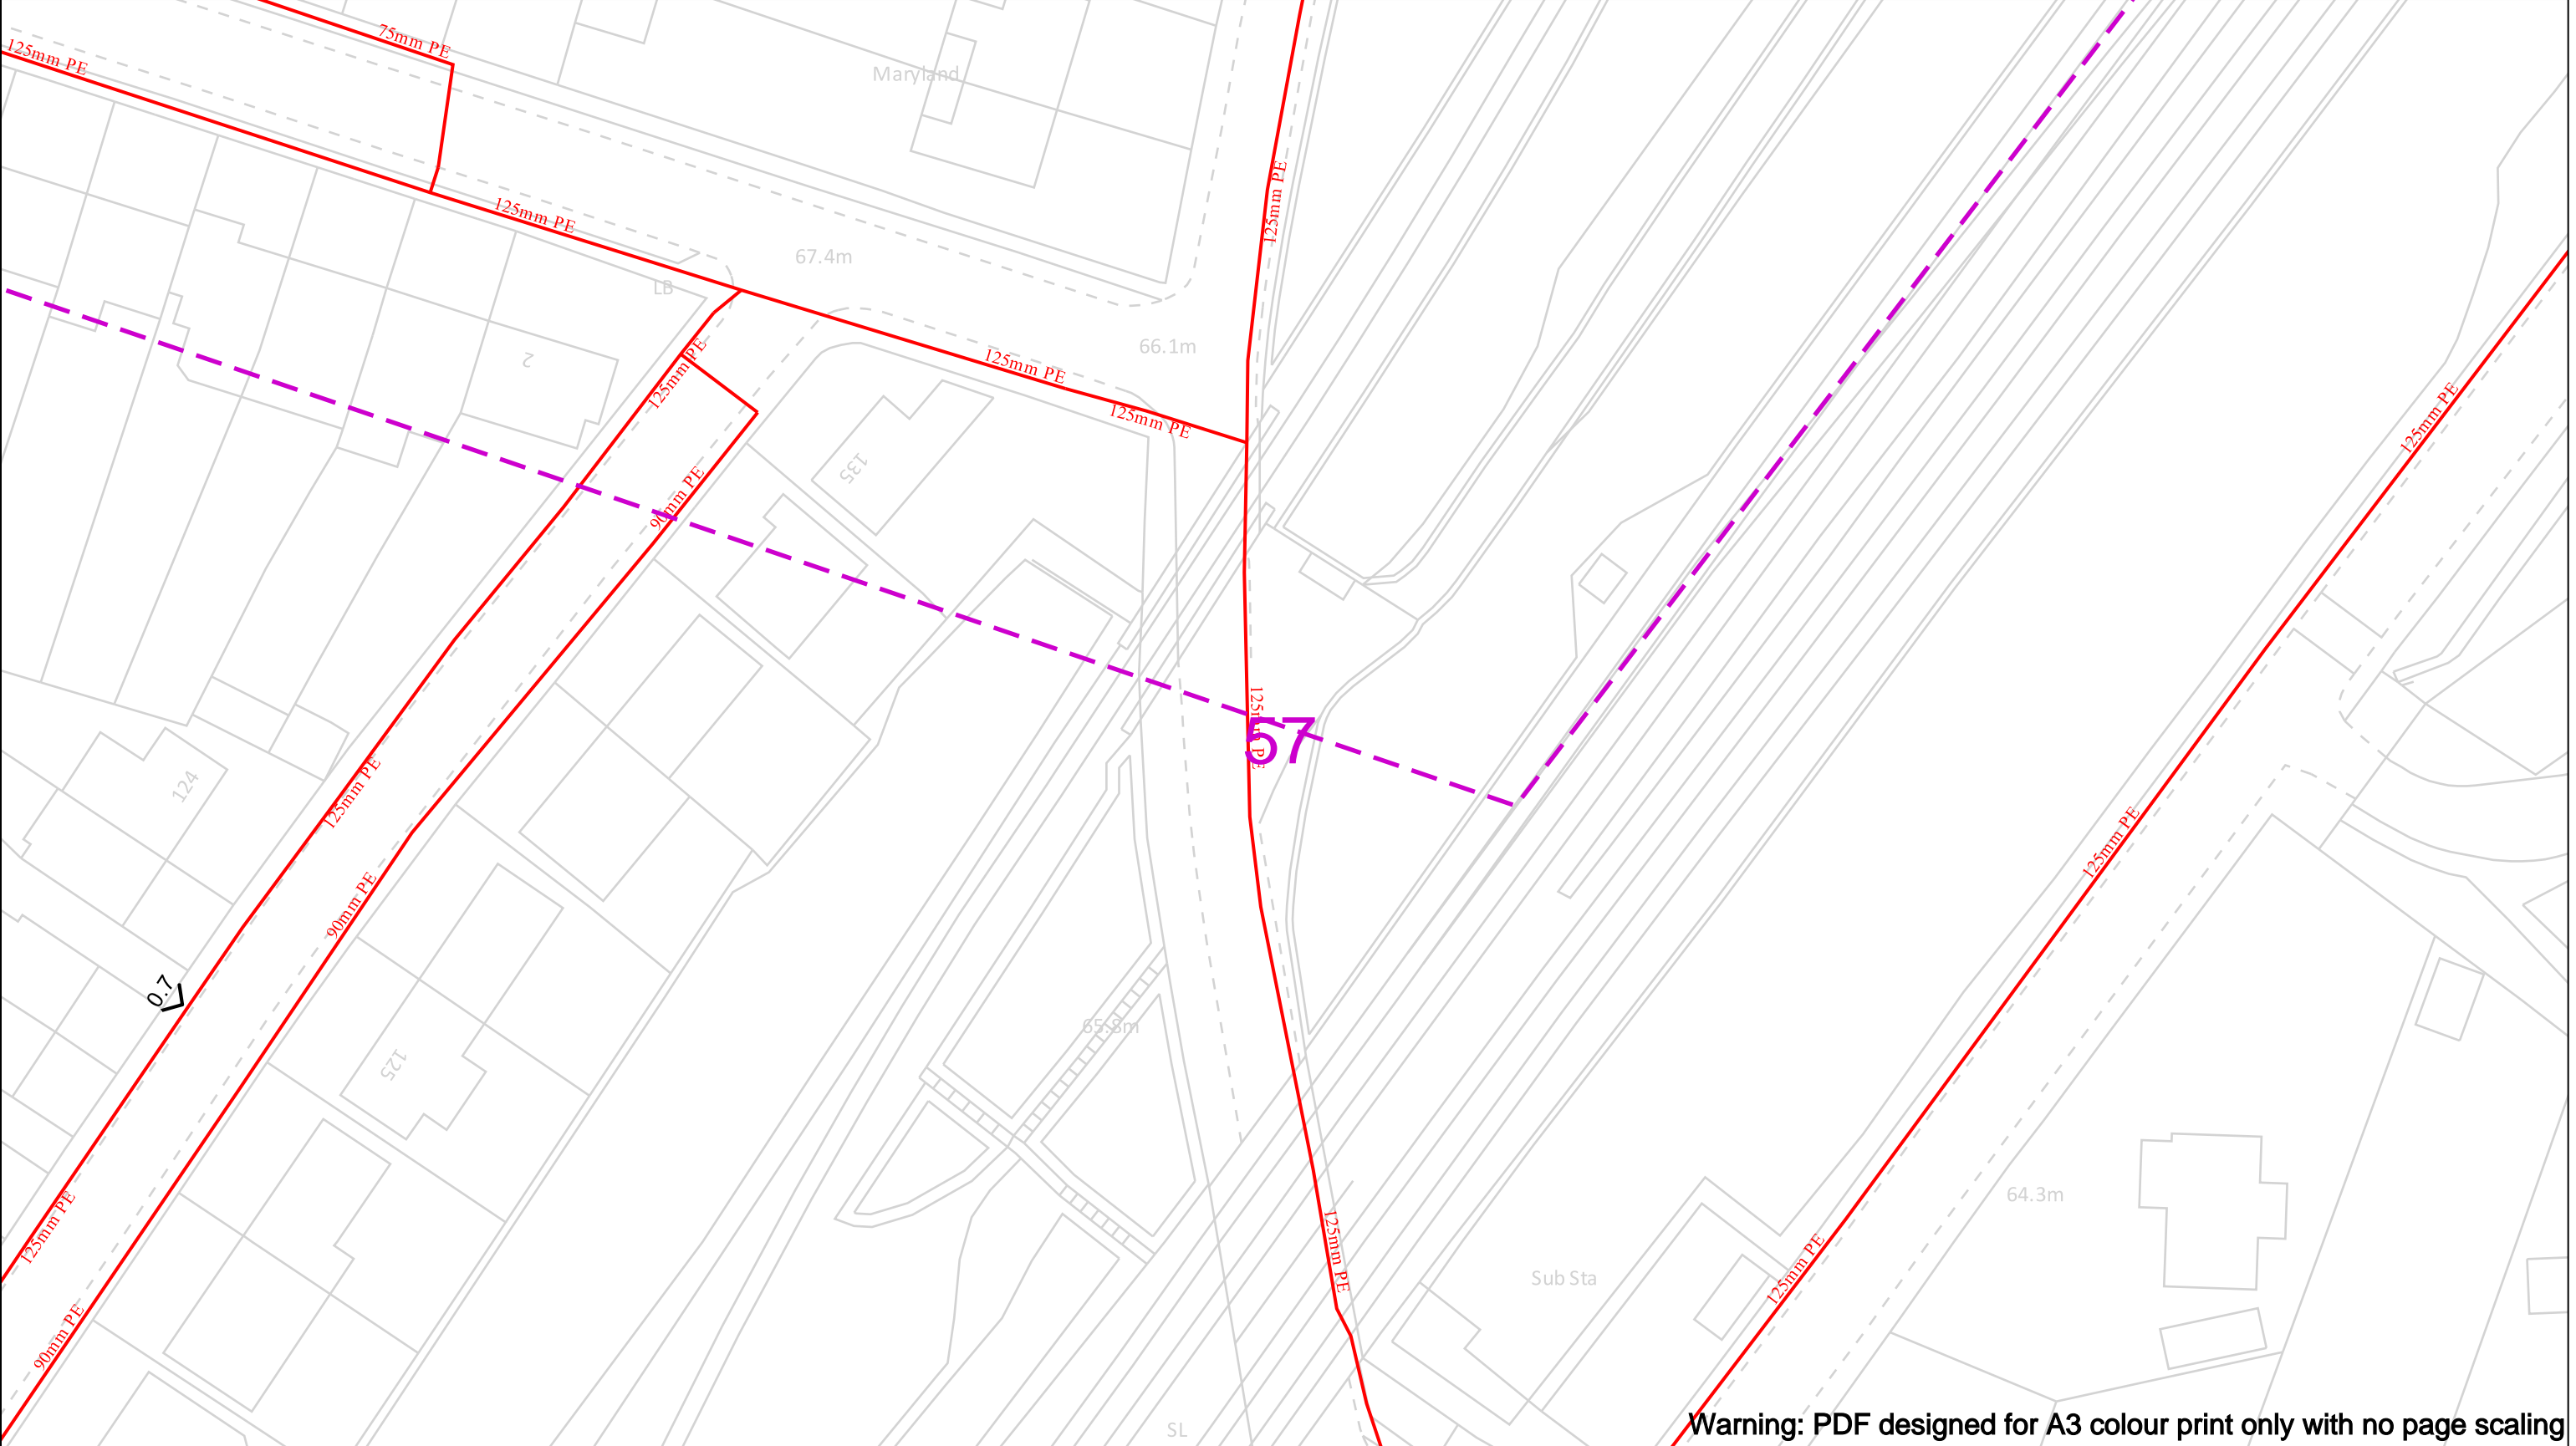 75mm PE
125mm PE
Maryland
125mm PE
125mm PE
67.4m
LB
66.1m
2
125mm PE
125mm PE
125mm PE
125mm PE
135
90mm PE
125mm PE
57
124
125mm PE
125mm PE
90mm PE
0.7
65.8m
125
125mm PE
64.3m
125mm PE
125mm PE
Sub Sta
90mm PE
SL
Warning: PDF designed for A3 colour print only with no page scaling